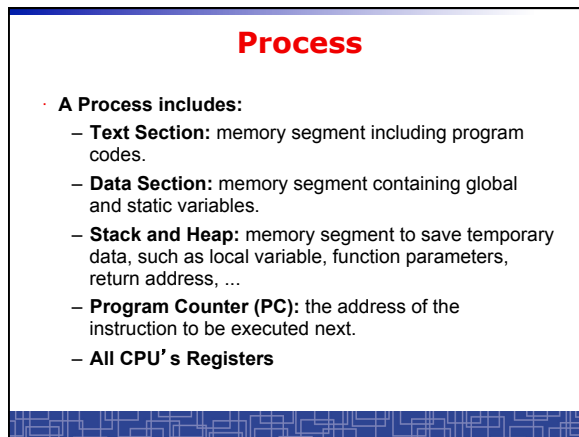 Process
· A Process includes:
– Text Section: memory segment including program
codes.
– Data Section: memory segment containing global
and static variables.
– Stack and Heap: memory segment to save temporary
data, such as local variable, function parameters,
return address, ...
– Program Counter (PC): the address of the
instruction to be executed next.
– All CPU’s Registers